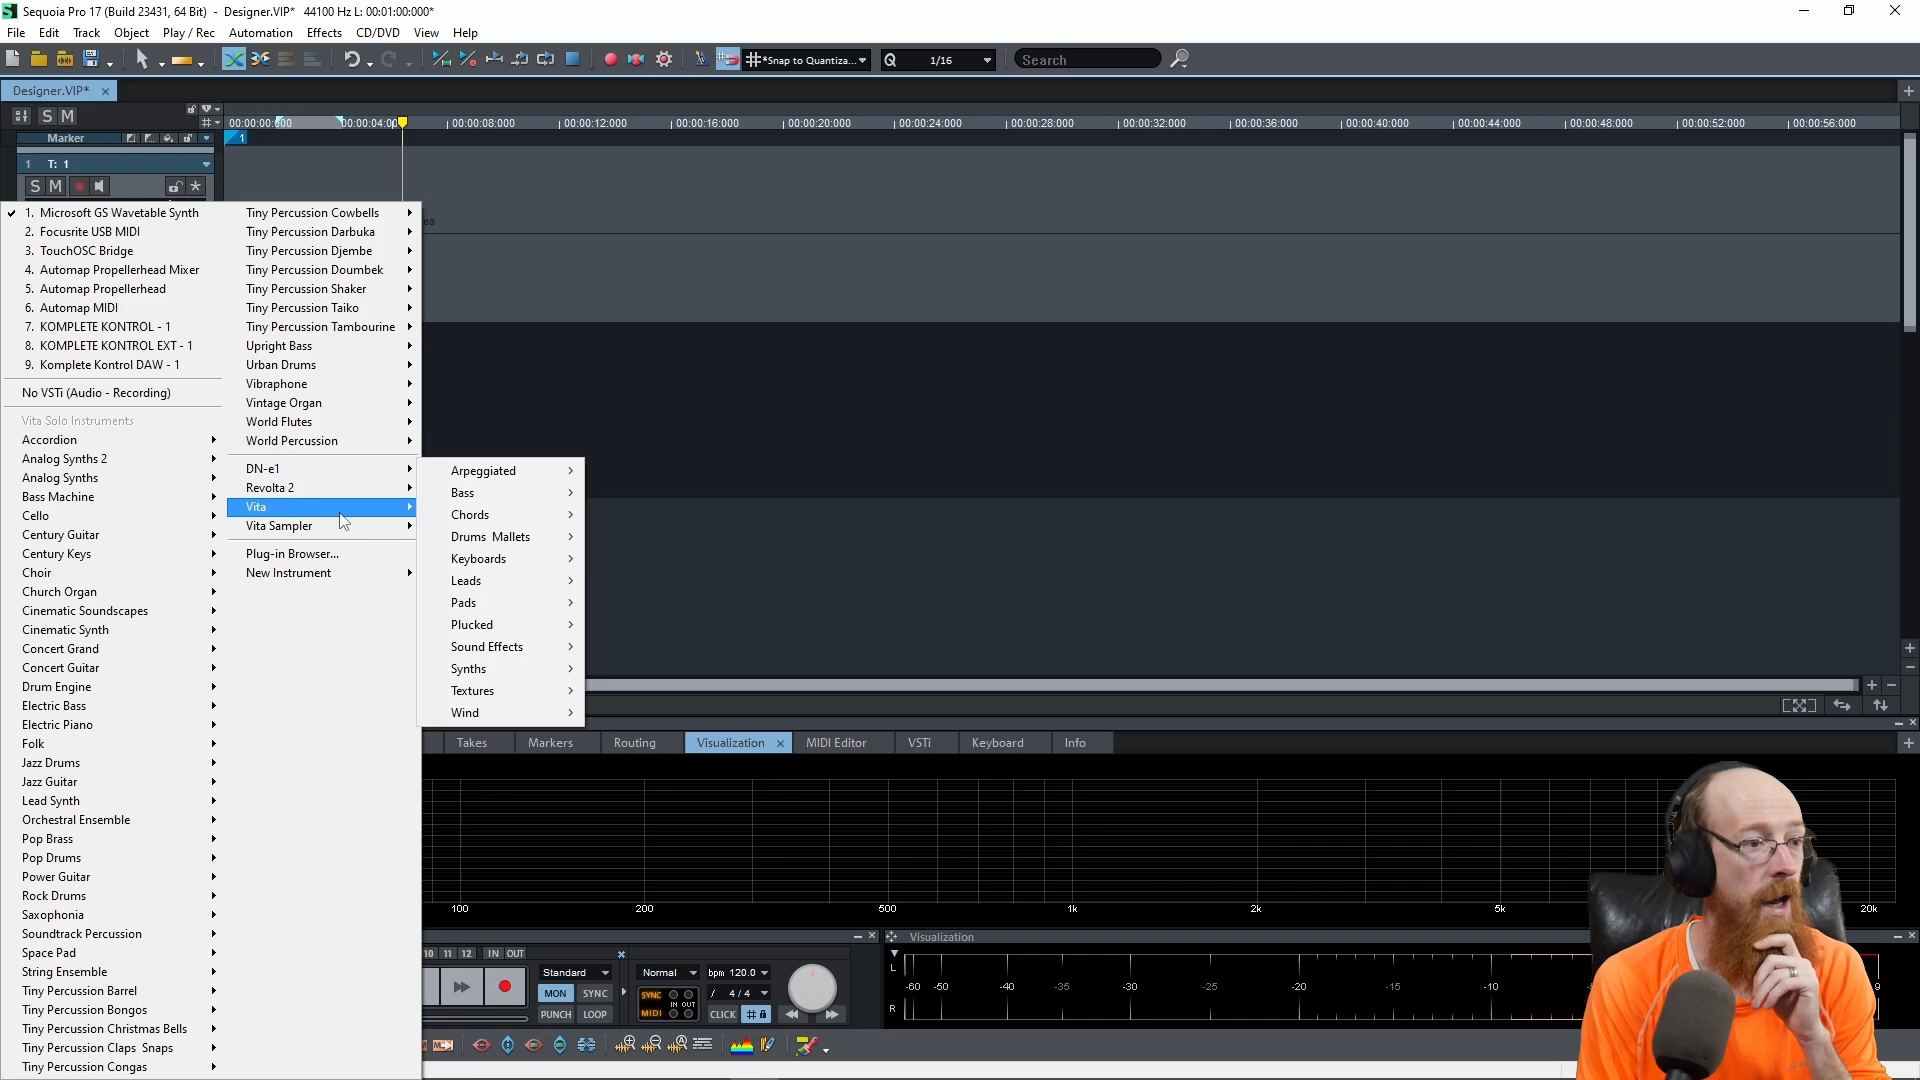 Sequoia Pro 17 (Build 23431, 64 Bit)  -  Designer.VIP*   44100 Hz L: 00:01:00:000*
File Edit Track Object Play / Rec Automation Effects CD/DVD View Help
*Snap to Quantiza... Q 1/16 Search
Designer.VIP*
S M
00:00:00:000 00:00:04:00 00:00:08:000 00:00:12:000 00:00:16:000 00:00:20:000 00:00:24:000 00:00:28:000 00:00:32:000 00:00:36:000 00:00:40:000 00:00:44:000 00:00:48:000 00:00:52:000 00:00:56:000
Marker 1
1 T: 1
S M
1. Microsoft GS Wavetable Synth
2. Focusrite USB MIDI
3. TouchOSC Bridge
4. Automap Propellerhead Mixer
5. Automap Propellerhead
6. Automap MIDI
7. KOMPLETE KONTROL - 1
8. KOMPLETE KONTROL EXT - 1
9. Komplete Kontrol DAW - 1
No VSTi (Audio - Recording)
Vita Solo Instruments
Accordion
Analog Synths 2
Analog Synths
Bass Machine
Cello
Century Guitar
Century Keys
Choir
Church Organ
Cinematic Soundscapes
Cinematic Synth
Concert Grand
Concert Guitar
Drum Engine
Electric Bass
Electric Piano
Folk
Jazz Drums
Jazz Guitar
Lead Synth
Orchestral Ensemble
Pop Brass
Pop Drums
Power Guitar
Rock Drums
Saxophonia
Soundtrack Percussion
Space Pad
String Ensemble
Tiny Percussion Barrel
Tiny Percussion Bongos
Tiny Percussion Christmas Bells
Tiny Percussion Claps Snaps
Tiny Percussion Congas
Tiny Percussion Cowbells
Tiny Percussion Darbuka
Tiny Percussion Djembe
Tiny Percussion Doumbek
Tiny Percussion Shaker
Tiny Percussion Taiko
Tiny Percussion Tambourine
Upright Bass
Urban Drums
Vibraphone
Vintage Organ
World Flutes
World Percussion
DN-e1
Revolta 2
Vita
Vita Sampler
Plug-in Browser...
New Instrument
Arpeggiated
Bass
Chords
Drums Mallets
Keyboards
Leads
Pads
Plucked
Sound Effects
Synths
Textures
Wind
Takes Markers Routing Visualization MIDI Editor VSTi Keyboard Info
100 200 500 1k 2k 5k 20k
10 11 12 IN OUT
Standard
MON SYNC
PUNCH LOOP
Normal bpm 120.0
SYNC IN OUT / 4 / 4
MIDI CLICK
Visualization
L
-60 -50 -40 -35 -30 -25 -20 -15 -10 9
R